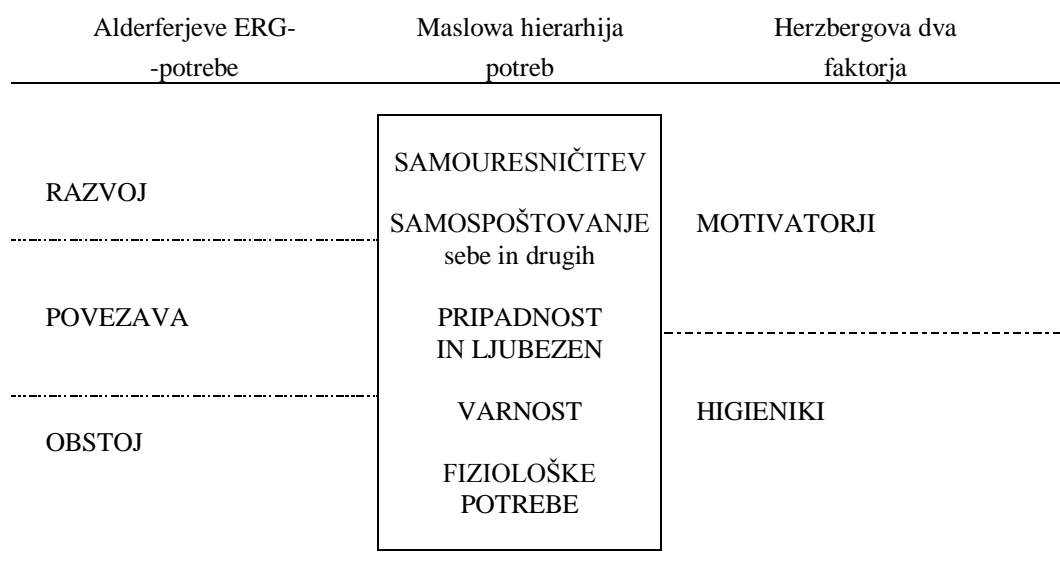 Alderferjeve ERG-
-potrebe
Maslowa hierarhija
potreb
Herzbergova dva
faktorja
RAZVOJ
POVEZAVA
OBSTOJ
SAMOURESNIČITEV
SAMOSPOŠTOVANJE
sebe in drugih
PRIPADNOST
IN LJUBEZEN
VARNOST
FIZIOLOŠKE
POTREBE
MOTIVATORJI
HIGIENIKI